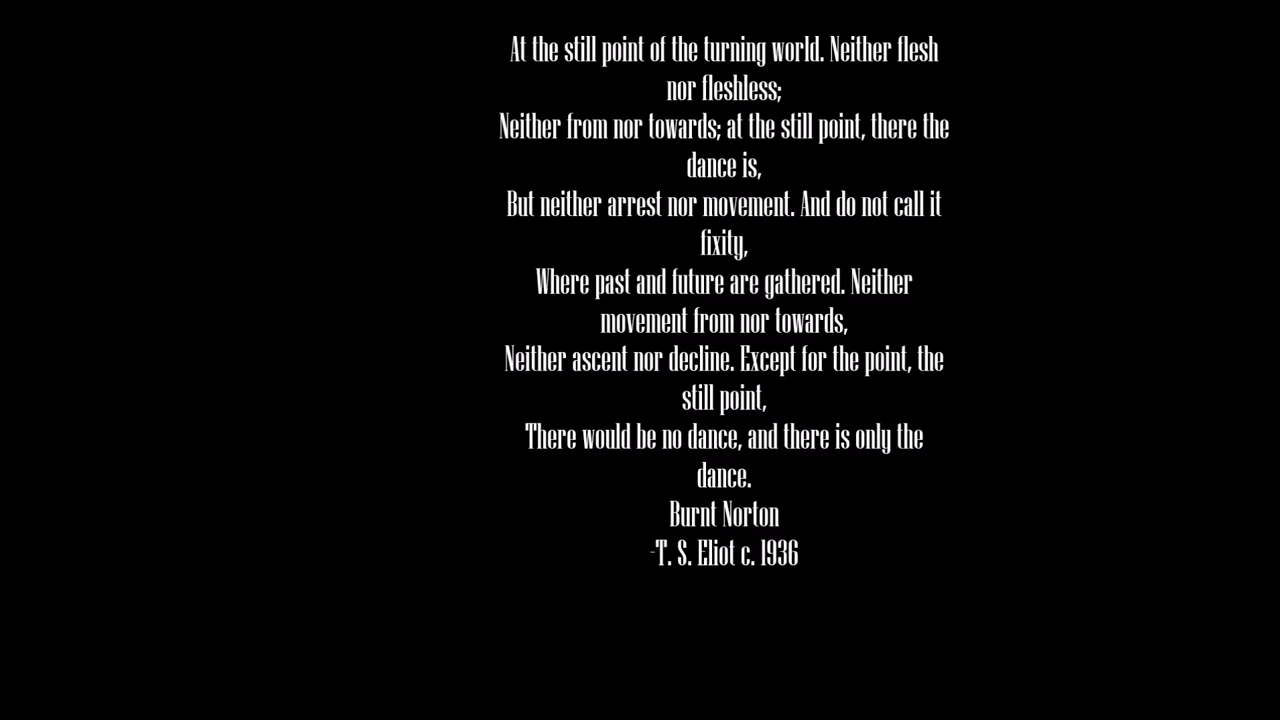 At the still point of the turning world. Neither flesh
nor fleshless;
Neither from nor towards; at the still point, there the
dance is,
But neither arrest nor movement. And do not call it
fixity,
Where past and future are gathered. Neither
movement from nor towards,
Neither ascent nor decline. Except for the point, the
still point,
There would be no dance, and there is only the
dance.
Burnt Norton
-T. S. Eliot c. 1936